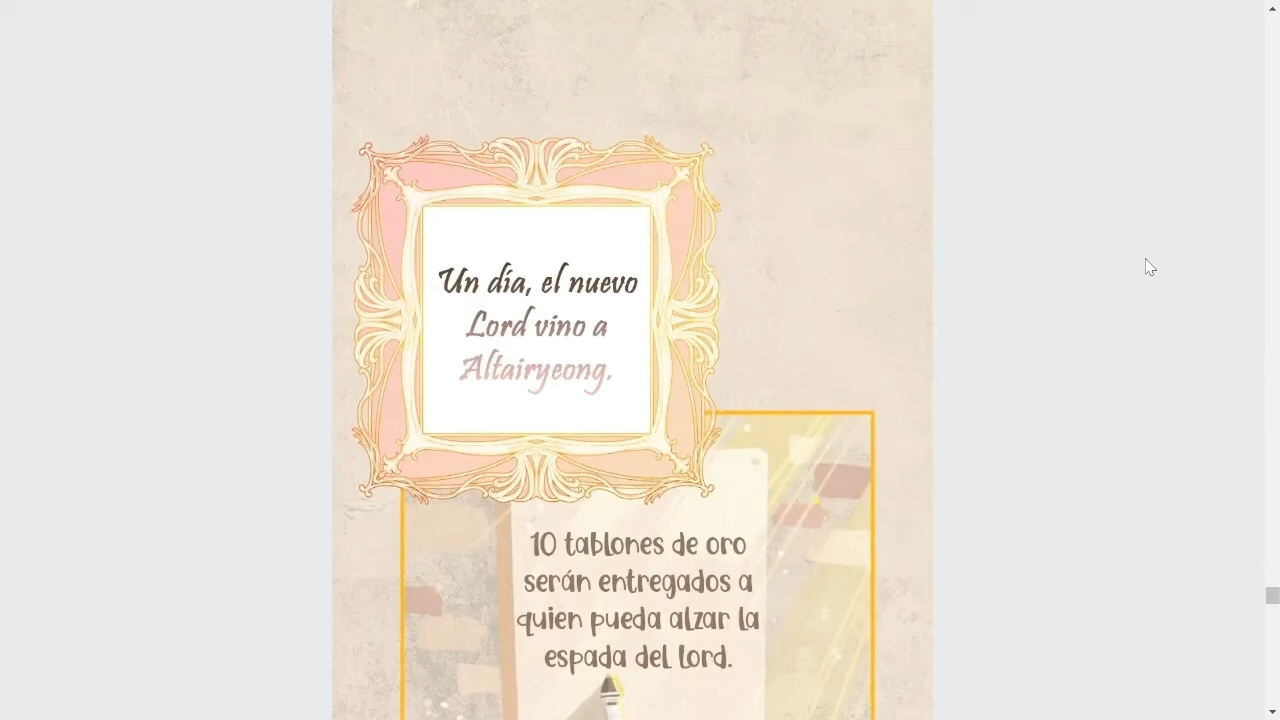 Un día, el nuevo
Lord vino a
Altairyeong.
10 tablones de oro
serán entregados a
quien pueda alzar la
espada del lord.